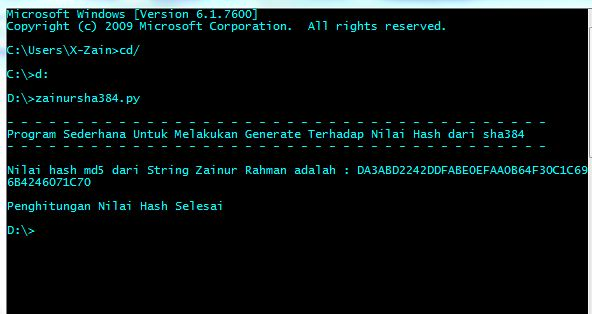 Microsoft Windows [Version 6.1.7600]
Copyright (c) 2009 Microsoft Corporation.  All rights reserved.
C:\Users\X-Zain>cd/
C:\>d:
D:\>zainursha384.py
- - - - - - - - - - - - - - - - - - - - - - - - - - - - - - - - - - - - - - -
Program Sederhana Untuk Melakukan Generate Terhadap Nilai Hash dari sha384
- - - - - - - - - - - - - - - - - - - - - - - - - - - - - - - - - - - - - - -
Nilai hash md5 dari String Zainur Rahman adalah : DA3ABD2242DDFABE0EFAA0B64F30C1C69
6B4246071C70
Penghitungan Nilai Hash Selesai
D:\>